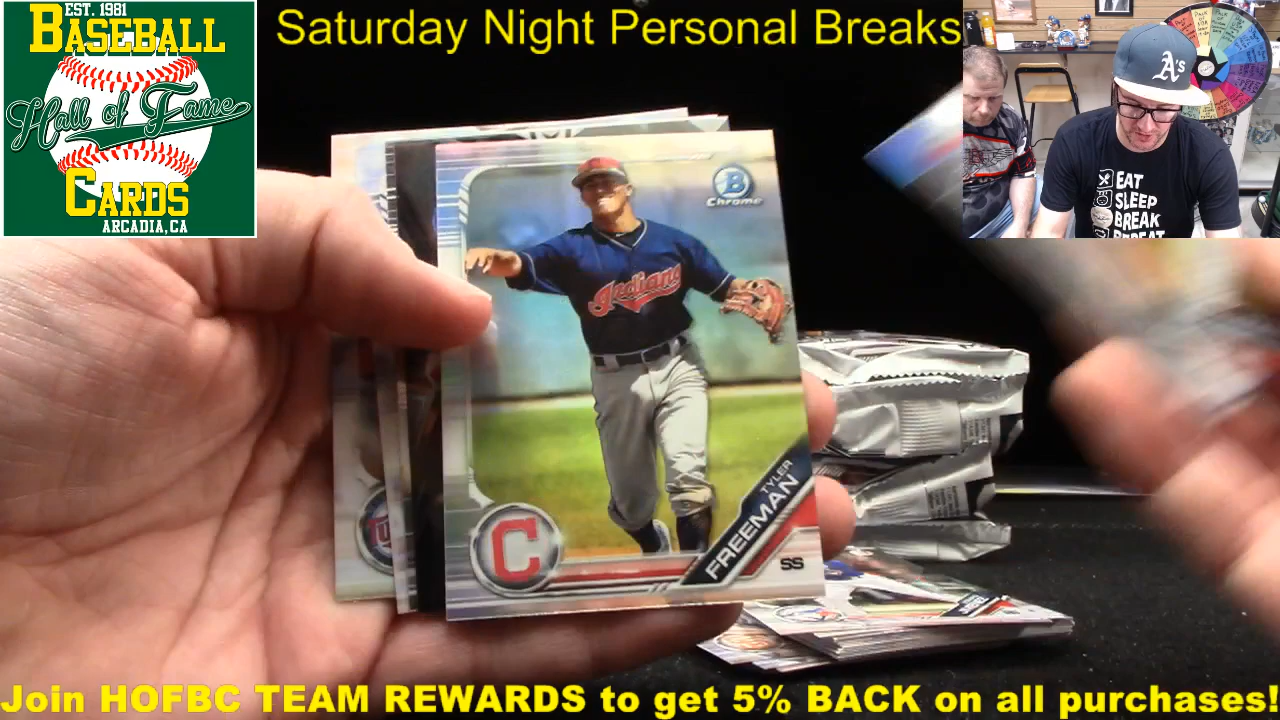 EST. 1981
BASEBALL
Hall of Fame
CARDS
ARCADIA, CA
Saturday Night Personal Breaks
A's
EAT
SLEEP
BREAK
REPEAT
B
Chrome
Indians
C
TYLER
FREEMAN
SS
Join HOFBC TEAM REWARDS to get 5% BACK on all purchases!